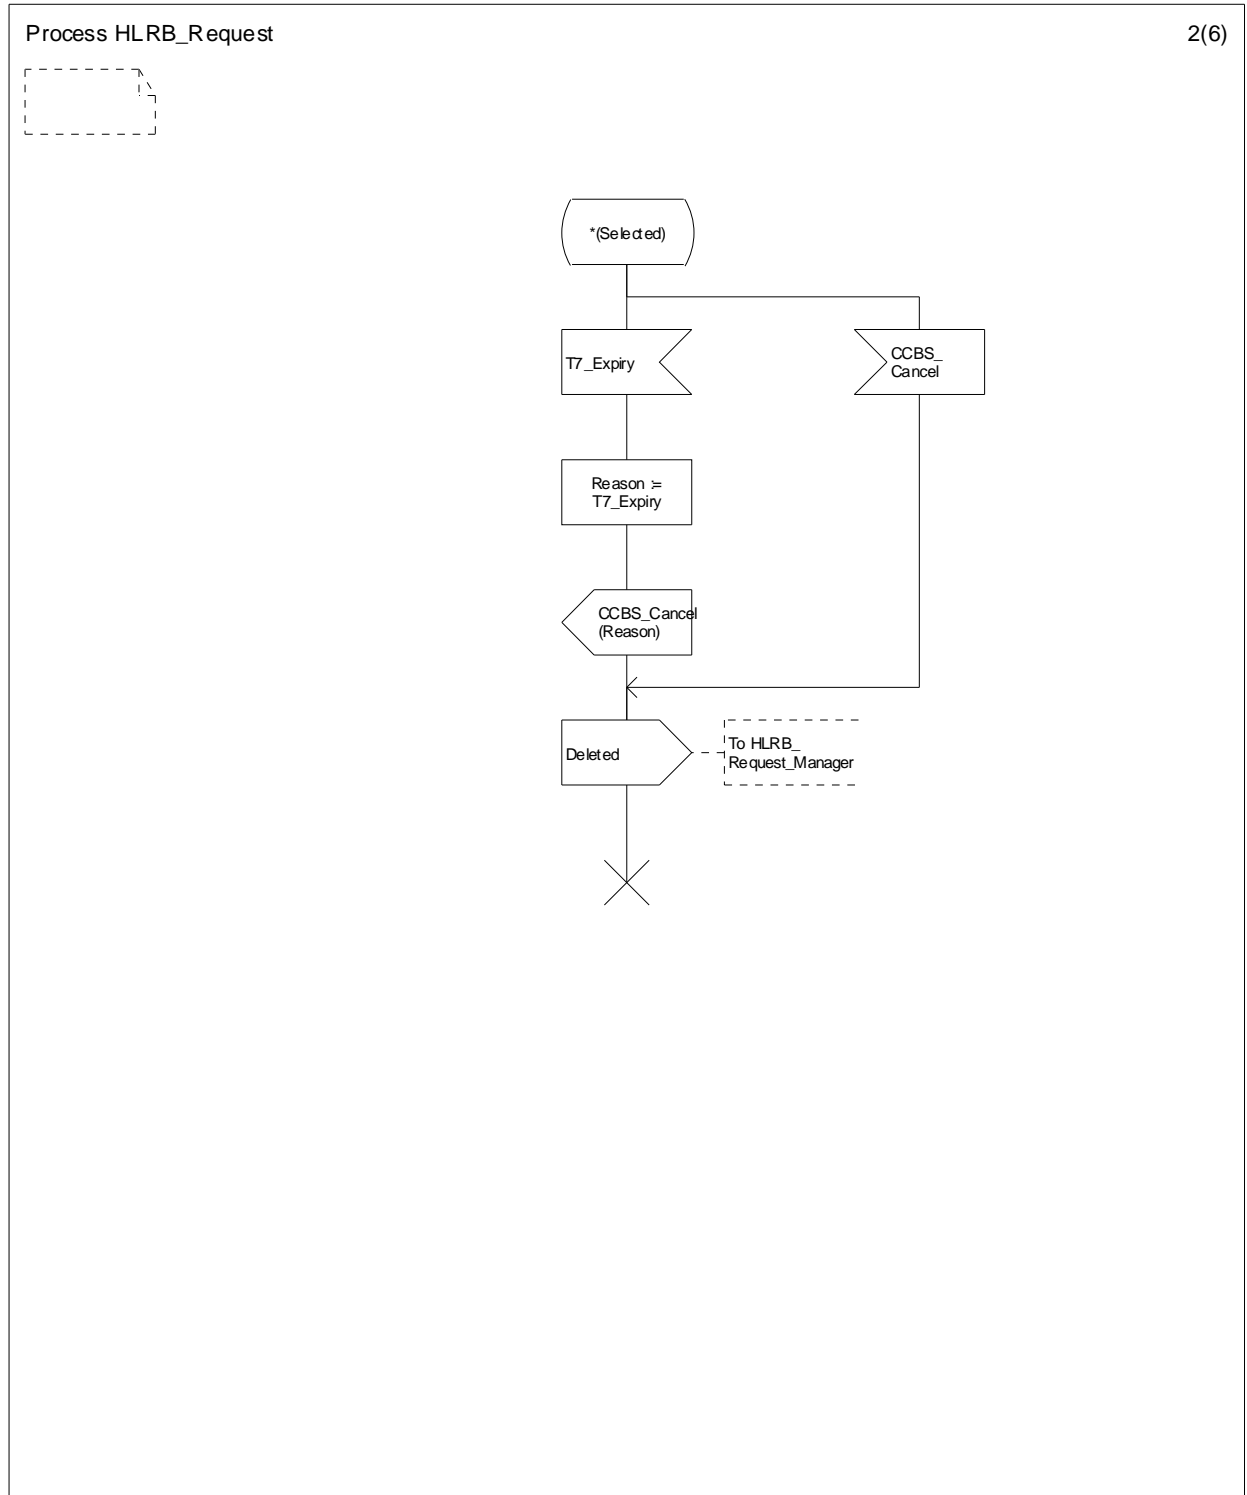 Process HLRB_Request
2(6)
*(Selected)
T7_Expiry
CCBS_
Cancel
Reason :=
T7_Expiry
CCBS_Cancel
(Reason)
Deleted
To HLRB_
Request_Manager